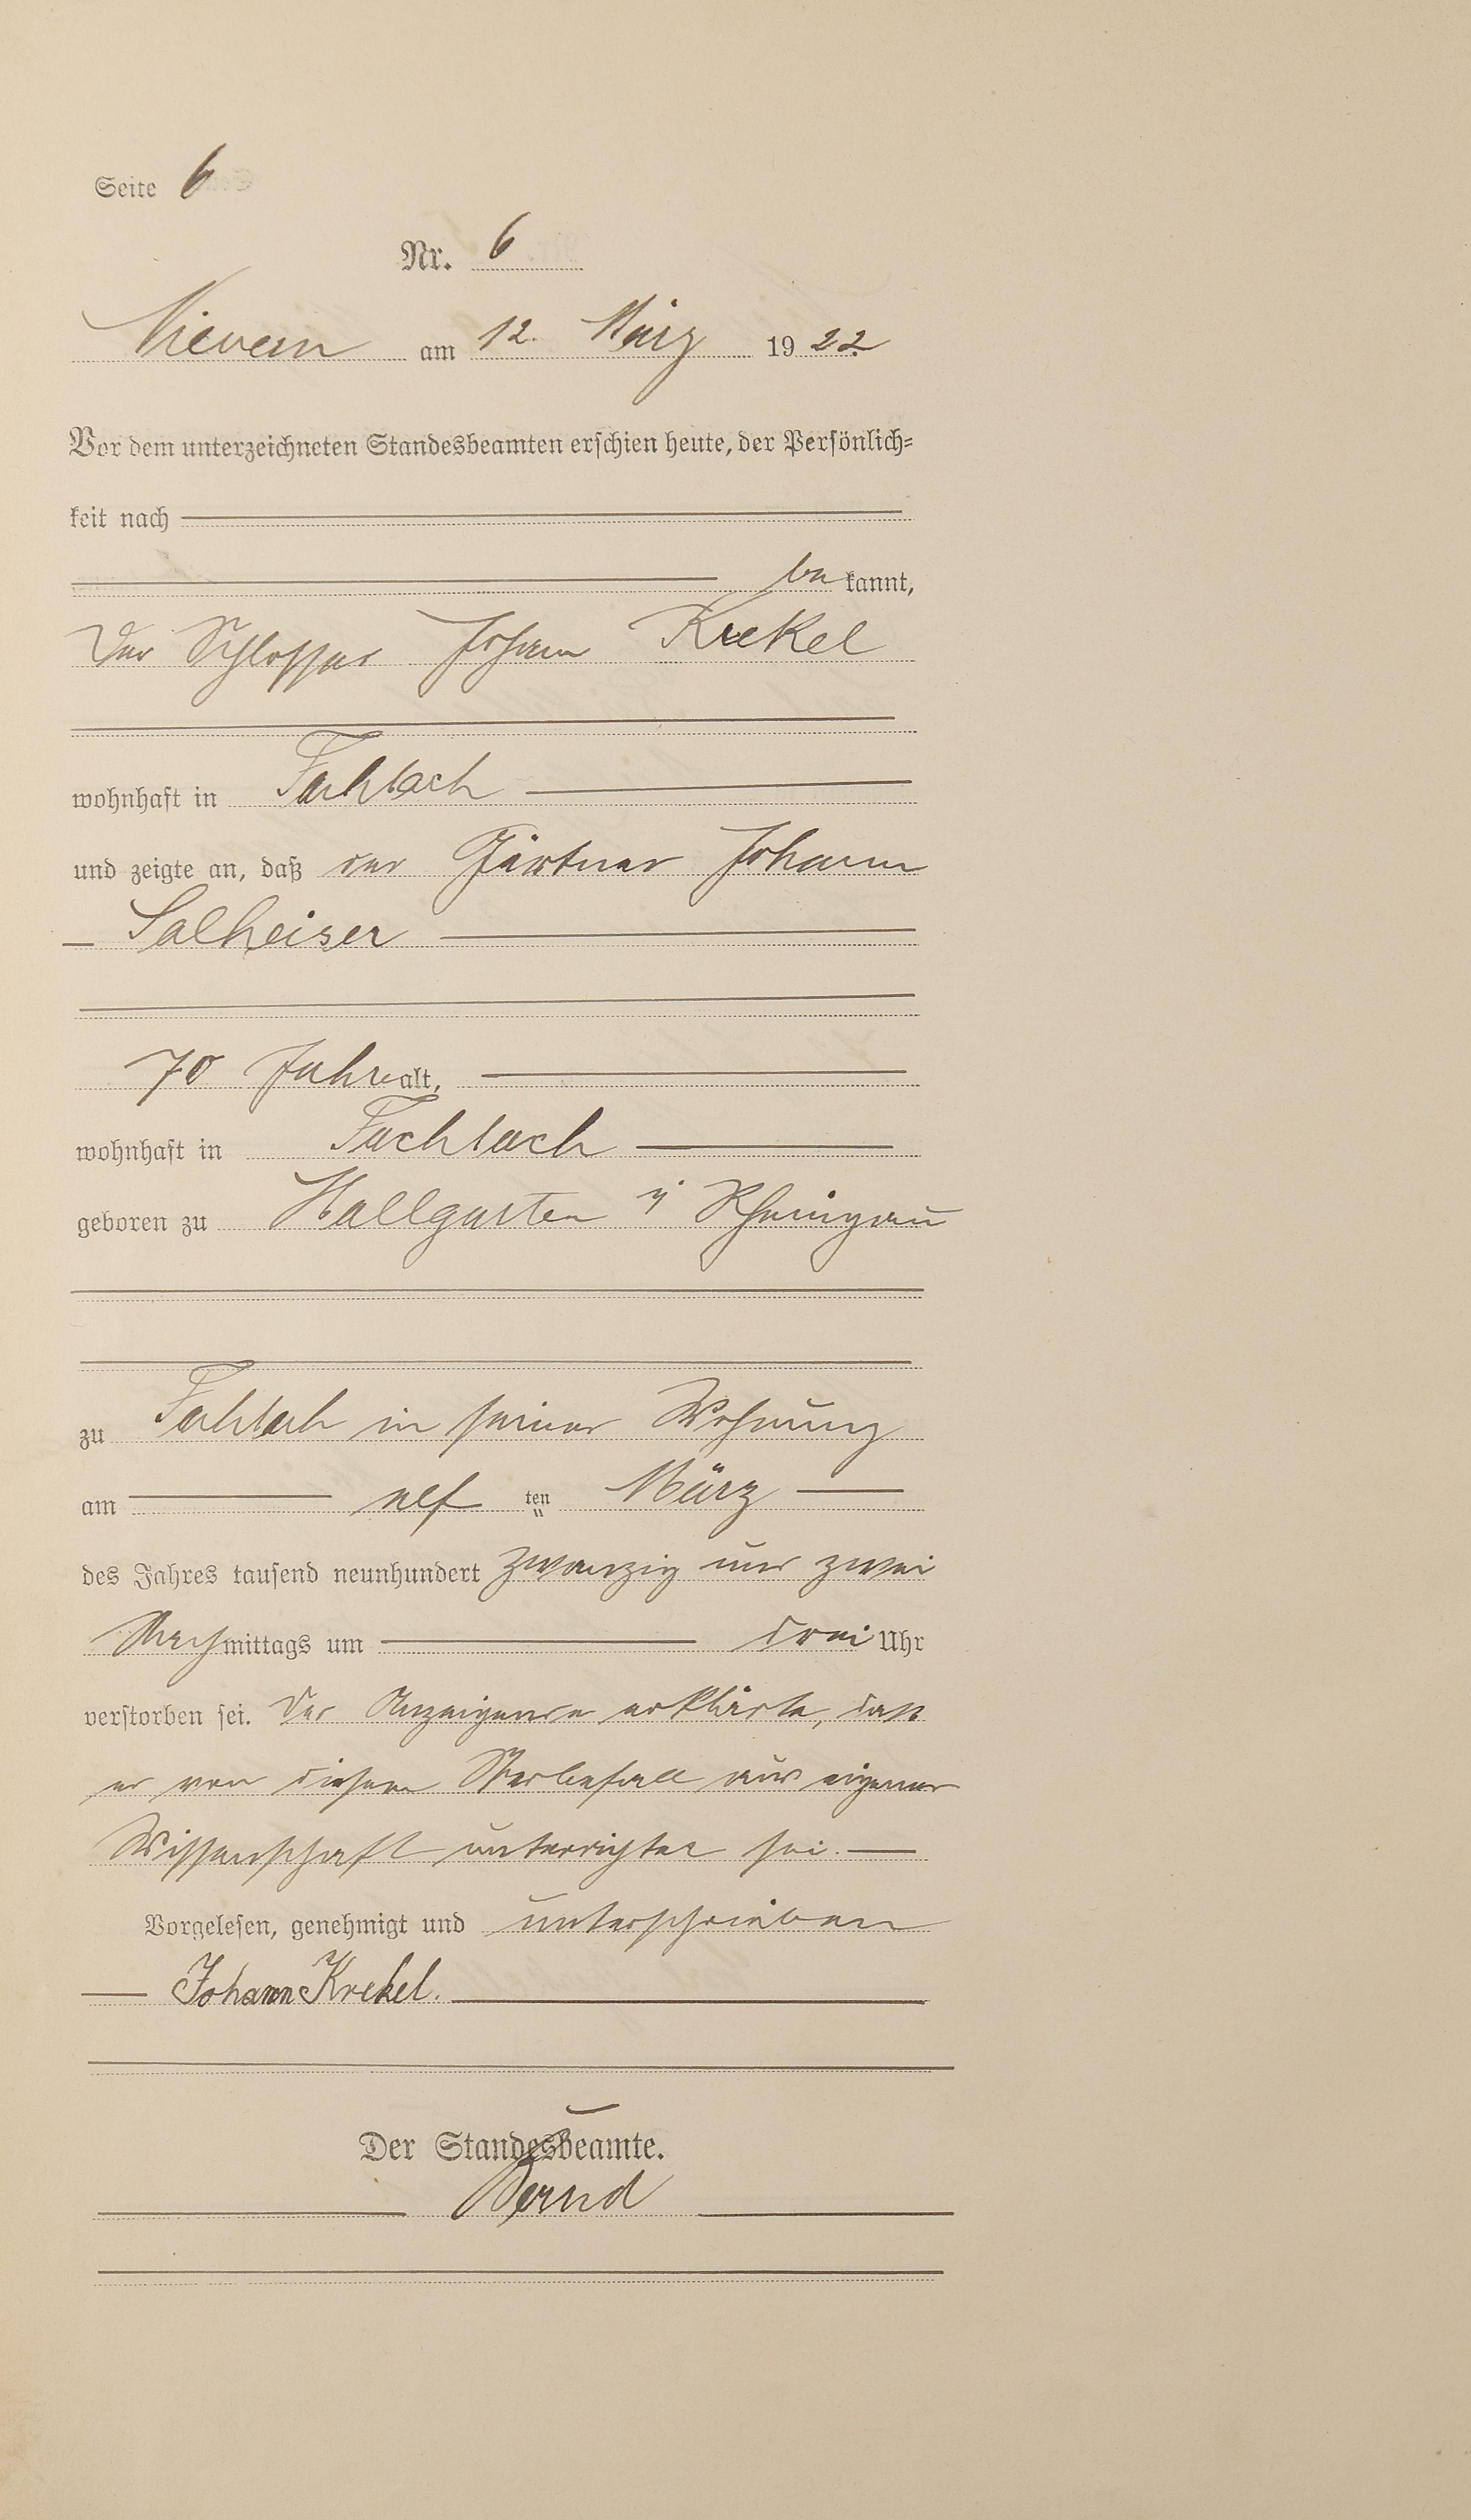 Seite 6
Nr. 6
Nievern am 12. März 1922
Vor dem unterzeichneten Standesbeamten erschien heute, der Persönlich=
keit nach
be kannt,
Der Schlosser Johann Krekel
wohnhaft in Fachbach
und zeigte an, daß der Gärtner Johann
Salheiser
70 Jahre alt,
wohnhaft in Fachbach
geboren zu Hallgarten Rheingau
zu Fachbach in seiner Wohnung
am elf ten März
des Jahres tausend neunhundert zwanzig und zwei
Nachmittags um drei Uhr
verstorben sei. Der Anzeigende erklärte, daß
er von diesem Sterbefall aus eigener
Wissenschaft unterrichtet sei.
Vorgelesen, genehmigt und unterschrieben
Johann Krekel.
Der Standesbeamte.
Bernd